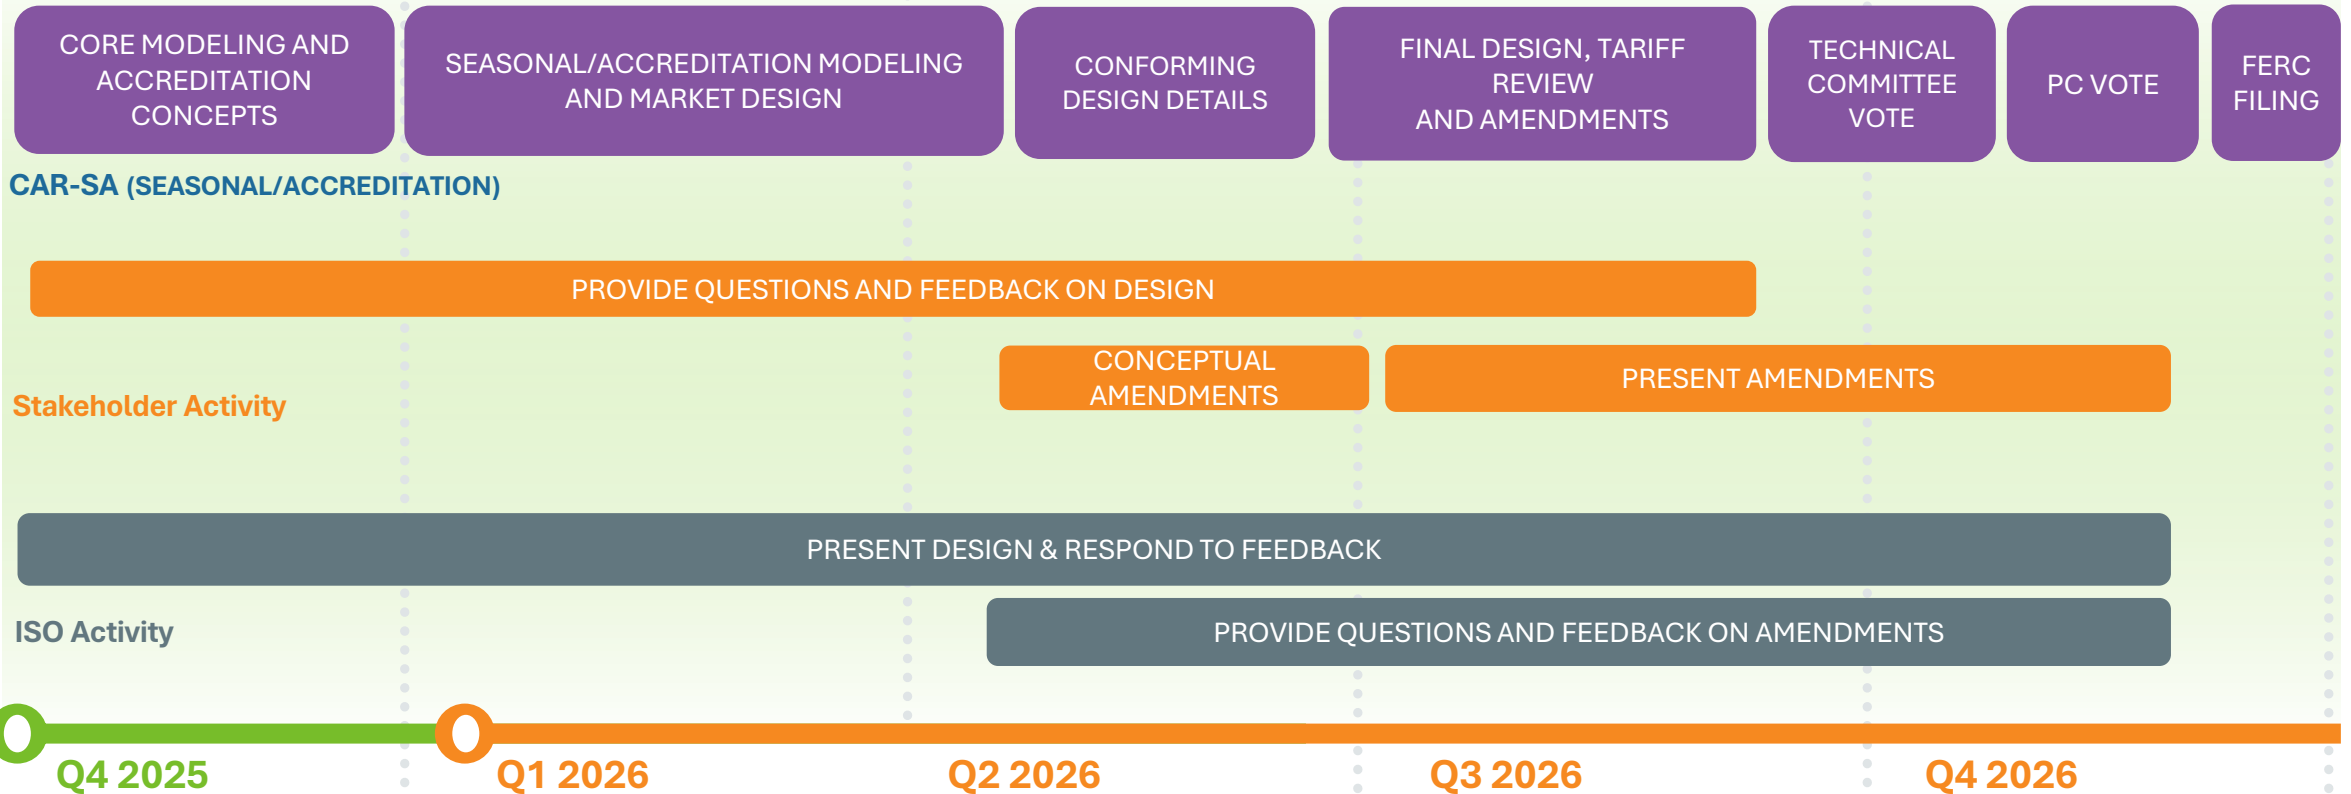 CORE MODELING AND
ACCREDITATION
CONCEPTS
SEASONAL/ACCREDITATION MODELING
AND MARKET DESIGN
CONFORMING
DESIGN DETAILS
FINAL DESIGN, TARIFF
REVIEW
AND AMENDMENTS
TECHNICAL
COMMITTEE
VOTE
PC VOTE
FERC
FILING
CAR-SA (SEASONAL/ACCREDITATION)
PROVIDE QUESTIONS AND FEEDBACK ON DESIGN
CONCEPTUAL
AMENDMENTS
PRESENT AMENDMENTS
Stakeholder Activity
PRESENT DESIGN & RESPOND TO FEEDBACK
ISO Activity
PROVIDE QUESTIONS AND FEEDBACK ON AMENDMENTS
Q4 2025
Q1 2026
Q2 2026
Q3 2026
Q4 2026